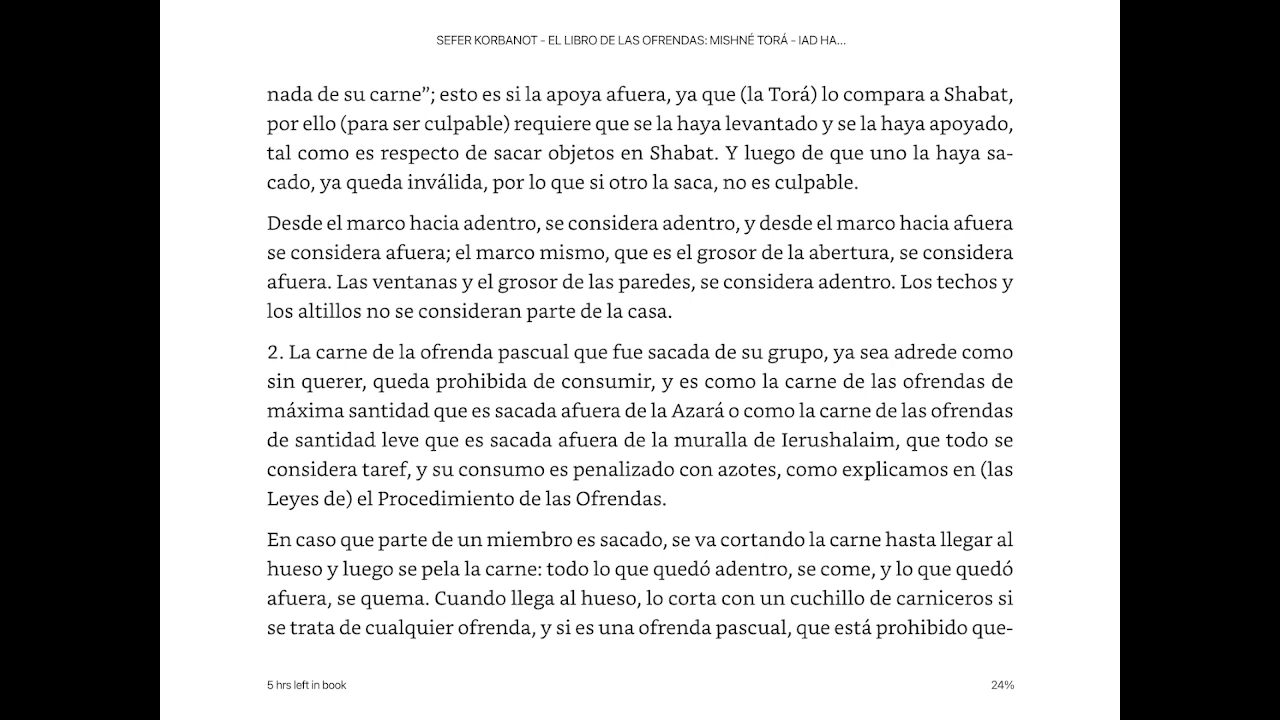 SEFER KORBANOT - EL LIBRO DE LAS OFRENDAS: MISHNÉ TORÁ - IAD HA...
nada de su carne”; esto es si la apoya afuera, ya que (la Torá) lo compara a Shabat,
por ello (para ser culpable) requiere que se la haya levantado y se la haya apoyado,
tal como es respecto de sacar objetos en Shabat. Y luego de que uno la haya sa-
cado, ya queda inválida, por lo que si otro la saca, no es culpable.
Desde el marco hacia adentro, se considera adentro, y desde el marco hacia afuera
se considera afuera; el marco mismo, que es el grosor de la abertura, se considera
afuera. Las ventanas y el grosor de las paredes, se considera adentro. Los techos y
los altillos no se consideran parte de la casa.
2. La carne de la ofrenda pascual que fue sacada de su grupo, ya sea adrede como
sin querer, queda prohibida de consumir, y es como la carne de las ofrendas de
máxima santidad que es sacada afuera de la Azará o como la carne de las ofrendas
de santidad leve que es sacada afuera de la muralla de Ierushalaim, que todo se
considera taref, y su consumo es penalizado con azotes, como explicamos en (las
Leyes de) el Procedimiento de las Ofrendas.
En caso que parte de un miembro es sacado, se va cortando la carne hasta llegar al
hueso y luego se pela la carne: todo lo que quedó adentro, se come, y lo que quedó
afuera, se quema. Cuando llega al hueso, lo corta con un cuchillo de carniceros si
se trata de cualquier ofrenda, y si es una ofrenda pascual, que está prohibido que-
5 hrs left in book
24%